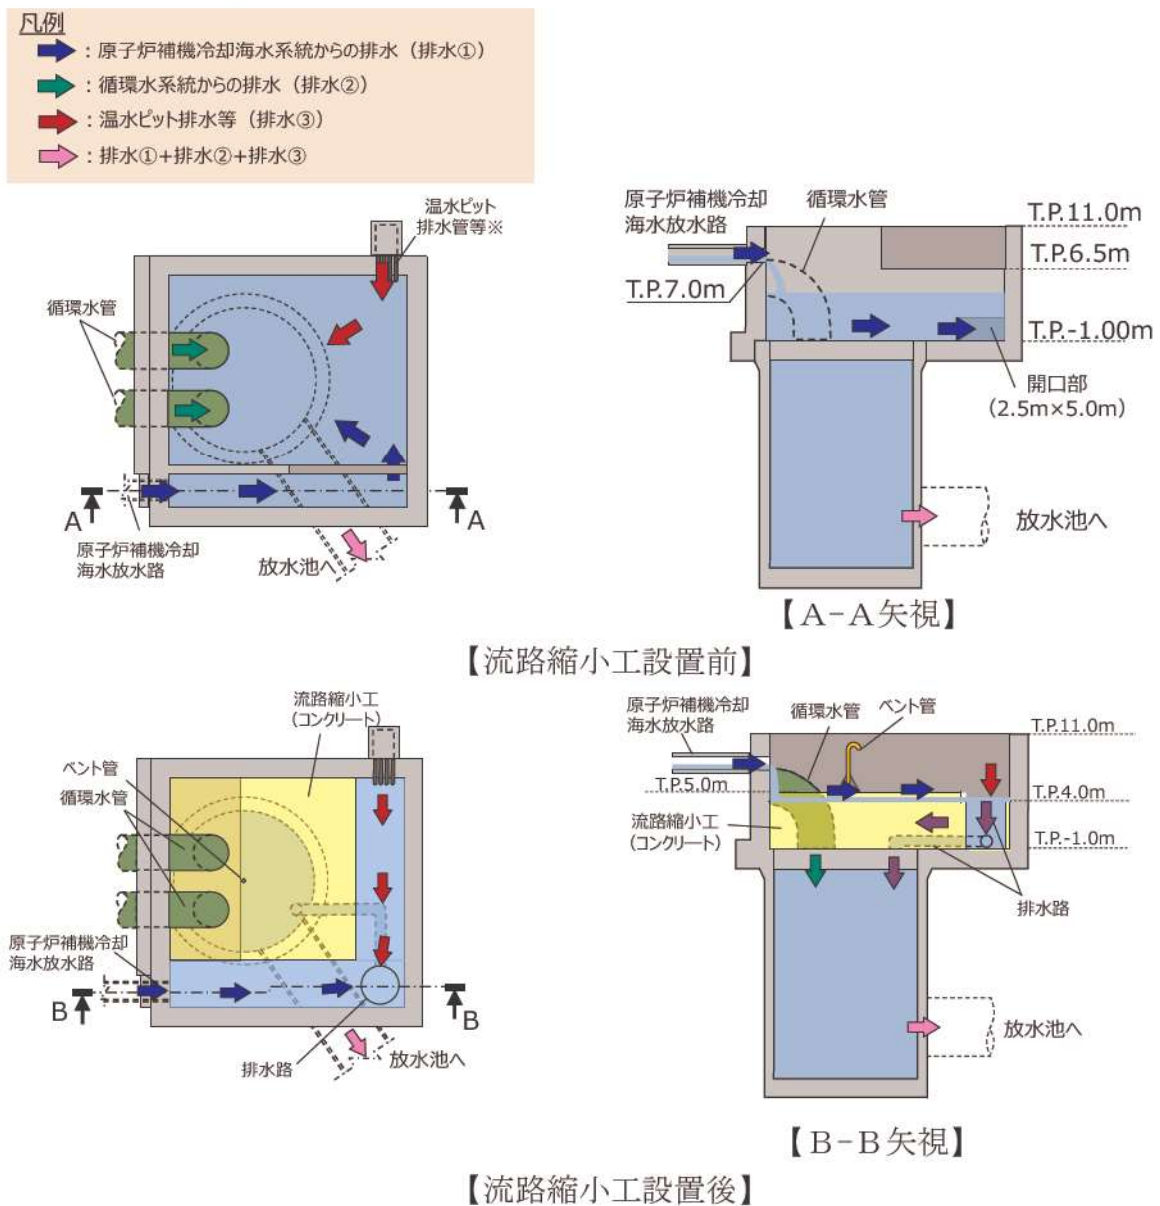 凡例
：原子炉補機冷却海水系統からの排水（排水①）
：循環水系統からの排水（排水②）
：温水ピット排水等（排水③）
：排水①+排水②+排水③
温水ピット
排水管等※
循環水管
A
A
原子炉補機冷却
海水放水路
放水池へ
原子炉補機冷却
海水放水路
循環水管
T.P.11.0m
T.P.6.5m
T.P.7.0m
T.P.-1.00m
開口部
（2.5m×5.0m）
放水池へ
【A-A矢視】
【流路縮小工設置前】
流路縮小工
(コンクリート)
ベント管
循環水管
原子炉補機冷却
海水放水路
B
B
排水路
放水池へ
原子炉補機冷却
海水放水路
循環水管
ベント管
T.P.11.0m
T.P.5.0m
T.P.4.0m
流路縮小工
(コンクリート)
T.P.-1.0m
排水路
放水池へ
【B-B矢視】
【流路縮小工設置後】